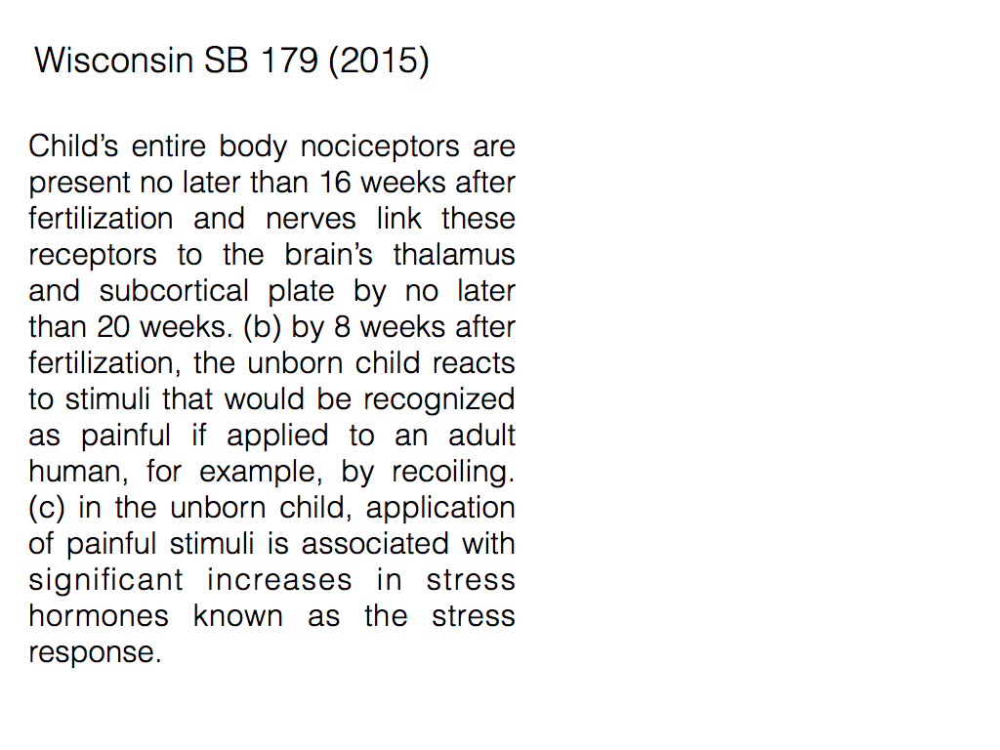 Wisconsin SB 179 (2015)
Child’s entire body nociceptors are
present no later than 16 weeks after
fertilization and nerves link these
receptors to the brain’s thalamus
and subcortical plate by no later
than 20 weeks. (b) by 8 weeks after
fertilization, the unborn child reacts
to stimuli that would be recognized
as painful if applied to an adult
human, for example, by recoiling.
(c) in the unborn child, application
of painful stimuli is associated with
significant increases in stress
hormones known as the stress
response.